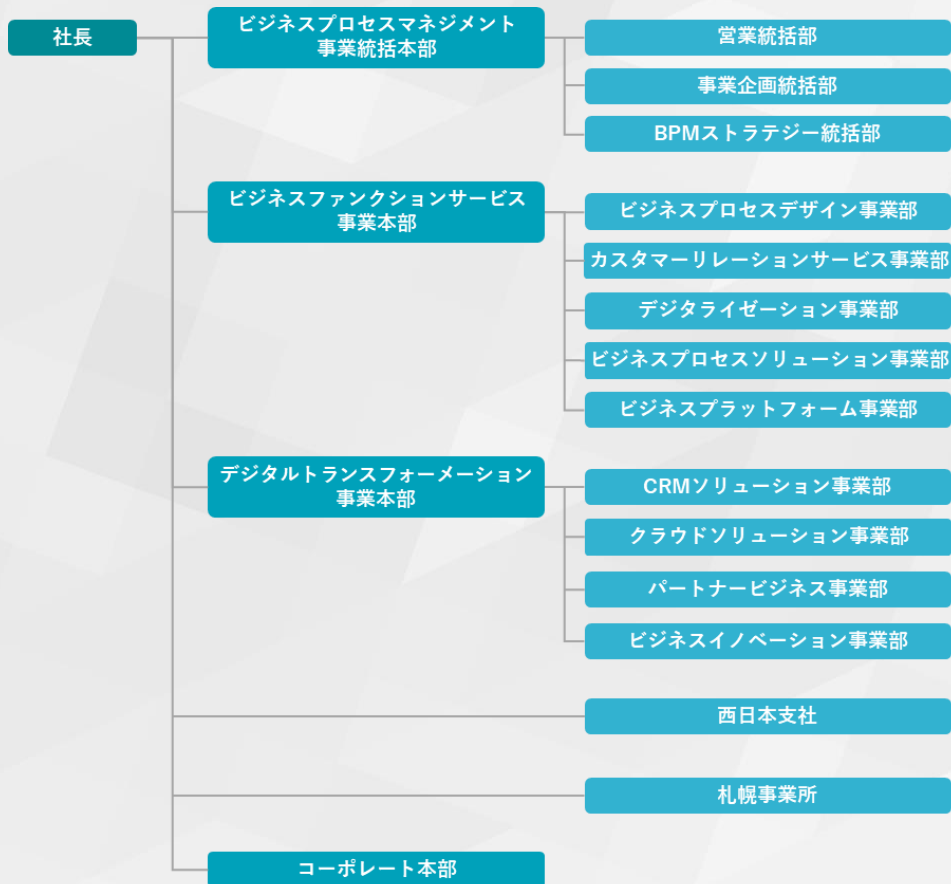 社長
ビジネスプロセスマネジメント
事業統括本部
営業統括部
事業企画統括部
BPMストラテジー統括部
ビジネスファンクションサービス
事業本部
ビジネスプロセスデザイン事業部
カスタマーリレーションサービス事業部
デジタライゼーション事業部
ビジネスプロセスソリューション事業部
ビジネスプラットフォーム事業部
デジタルトランスフォーメーション
事業本部
CRMソリューション事業部
クラウドソリューション事業部
パートナービジネス事業部
ビジネスイノベーション事業部
西日本支社
札幌事業所
コーポレート本部